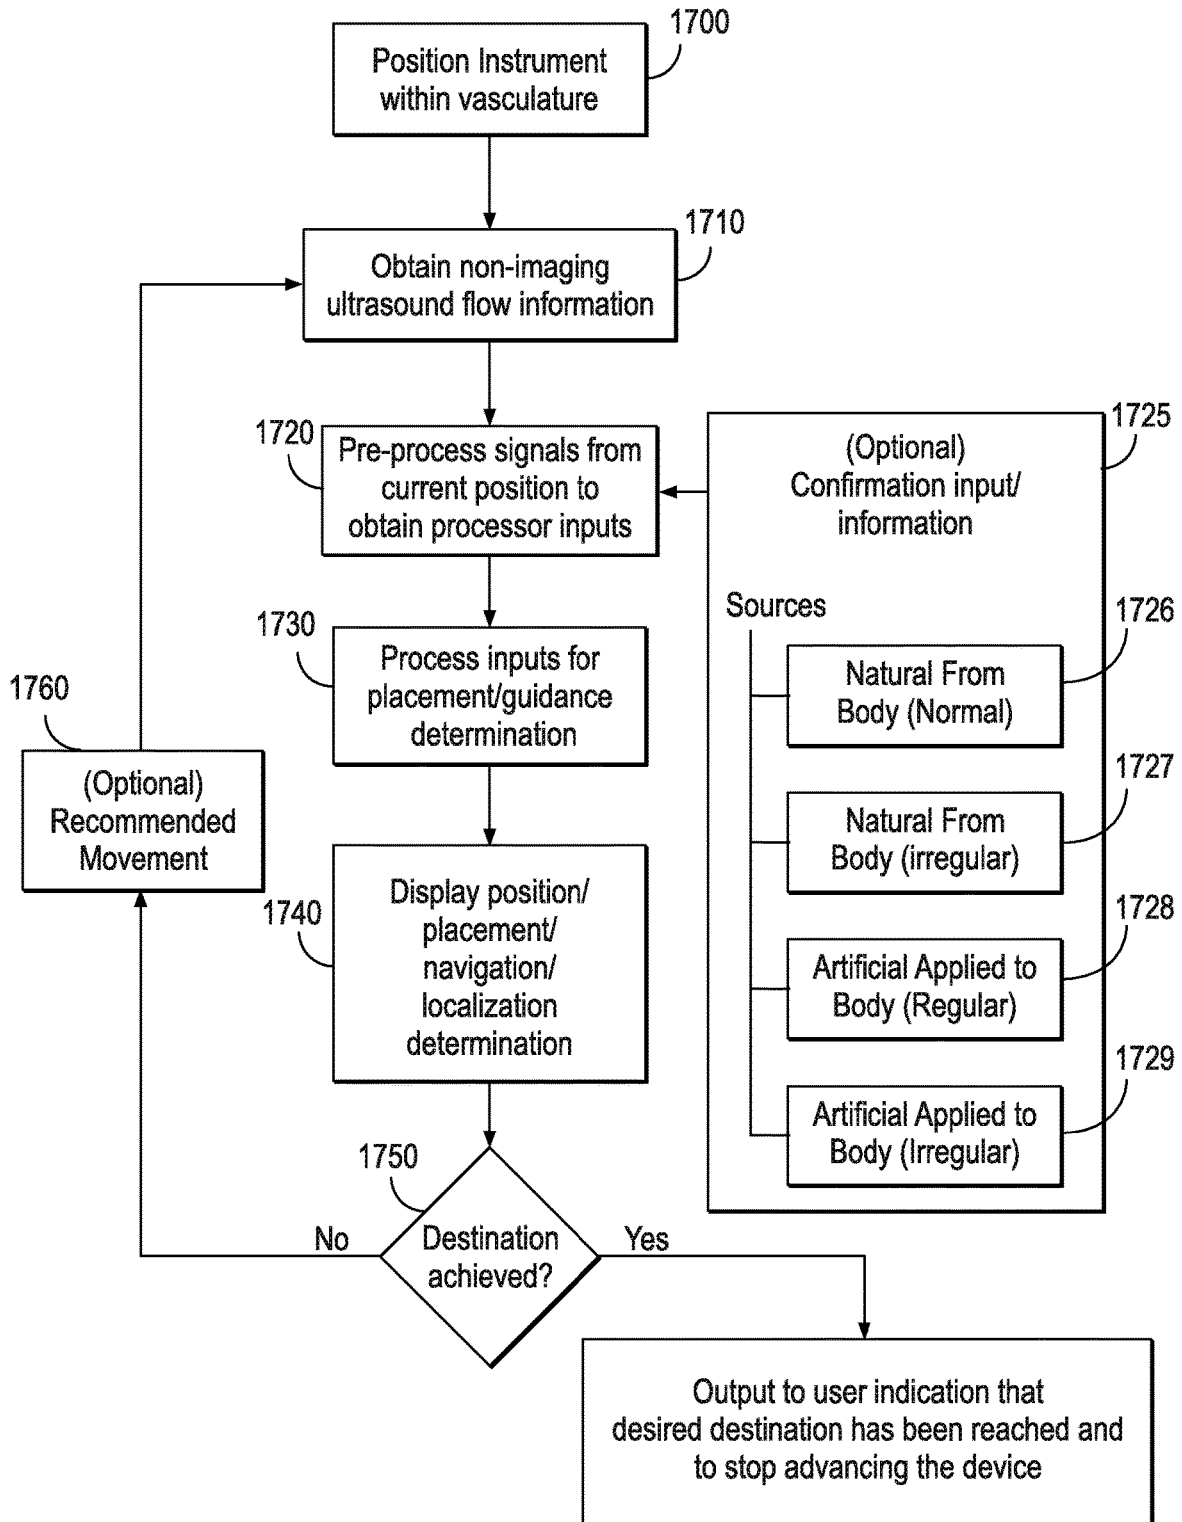 1700
Position Instrument
within vasculature
1710
Obtain non-imaging
ultrasound flow information
1720
Pre-process signals from
current position to
obtain processor inputs
1725
(Optional)
Confirmation input/
information
Sources
1726
Natural From
Body (Normal)
1727
Natural From
Body (irregular)
1728
Artificial Applied to
Body (Regular)
1729
Artificial Applied to
Body (Irregular)
1730
Process inputs for
placement/guidance
determination
1760
(Optional)
Recommended
Movement
1740
Display position/
placement/
navigation/
localization
determination
1750
Destination
achieved?
No
Yes
Output to user indication that
desired destination has been reached and
to stop advancing the device